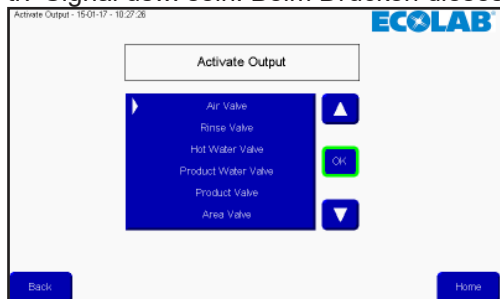 Activate Output - 15-01-17 - 10:27:26
ECOLAB®
Activate Output
Air Valve
Rinse Valve
Hot Water Valve
OK
Product Water Valve
Product Valve
Area Valve
Back
Home